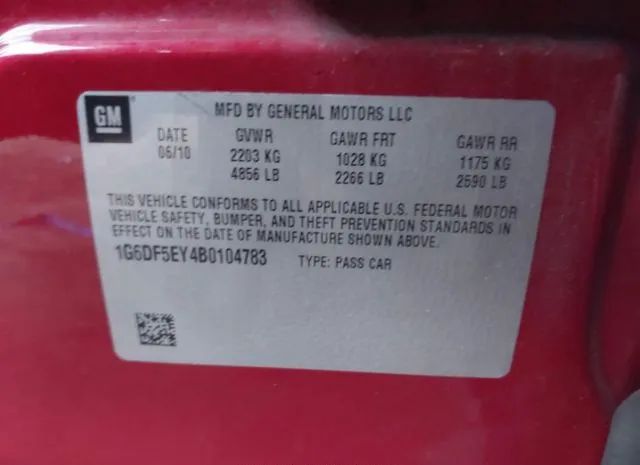 GM
MFD BY GENERAL MOTORS LLC
DATE GVWR GAWR FRT GAWR RR
06/10 2203 KG 1028 KG 1175 KG
4856 LB 2266 LB 2590 LB
THIS VEHICLE CONFORMS TO ALL APPLICABLE U.S. FEDERAL MOTOR
VEHICLE SAFETY, BUMPER, AND THEFT PREVENTION STANDARDS IN
EFFECT ON THE DATE OF MANUFACTURE SHOWN ABOVE.
1G6DF5EY4B0104783 TYPE: PASS CAR